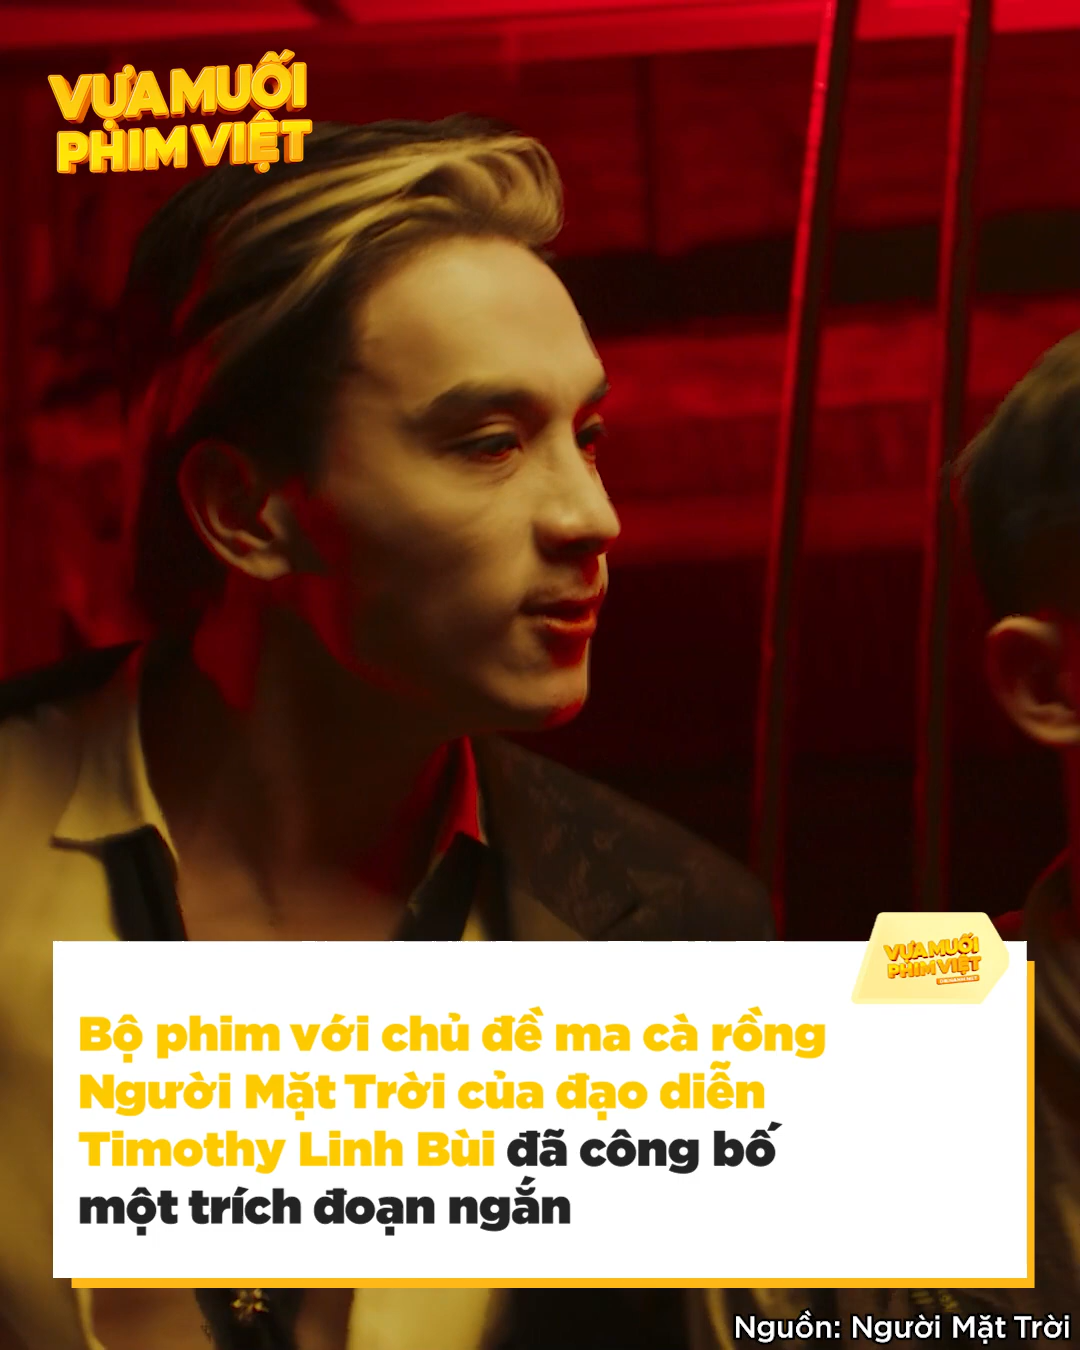 VỰA MUỐI
PHIM VIỆT
VỰA MUỐI
PHIM VIỆT
Bộ phim với chủ đề ma cà rồng
Người Mặt Trời của đạo diễn
Timothy Linh Bùi đã công bố
một trích đoạn ngắn
Nguồn: Người Mặt Trời